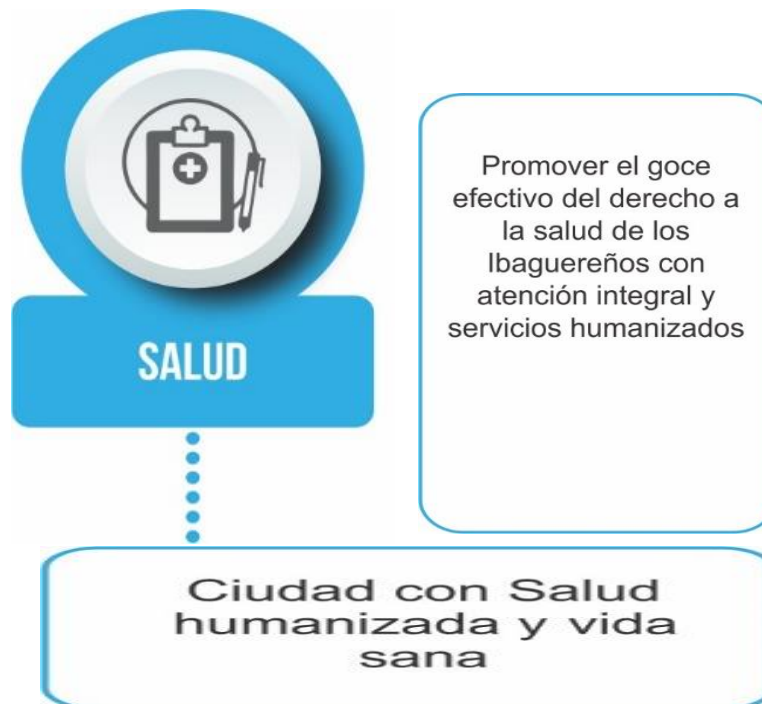 SALUD
Promover el goce
efectivo del derecho a
la salud de los
Ibaguereños con
atención integral y
servicios humanizados
Ciudad con Salud
humanizada y vida
sana